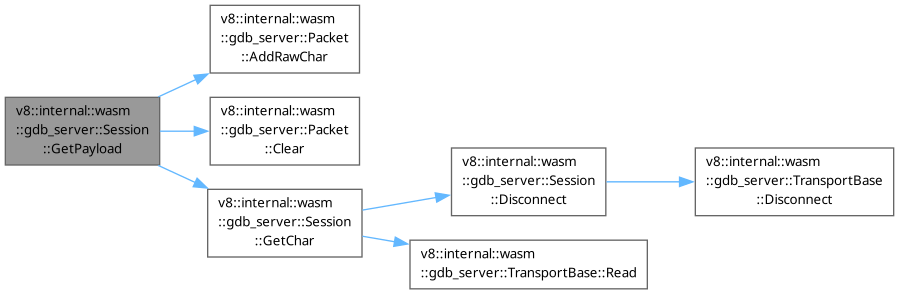 v8::internal::wasm
::gdb_server::Packet
::AddRawChar
v8::internal::wasm
::gdb_server::Session
::GetPayload
v8::internal::wasm
::gdb_server::Packet
::Clear
v8::internal::wasm
::gdb_server::Session
::GetChar
v8::internal::wasm
::gdb_server::Session
::Disconnect
v8::internal::wasm
::gdb_server::TransportBase
::Disconnect
v8::internal::wasm
::gdb_server::TransportBase::Read